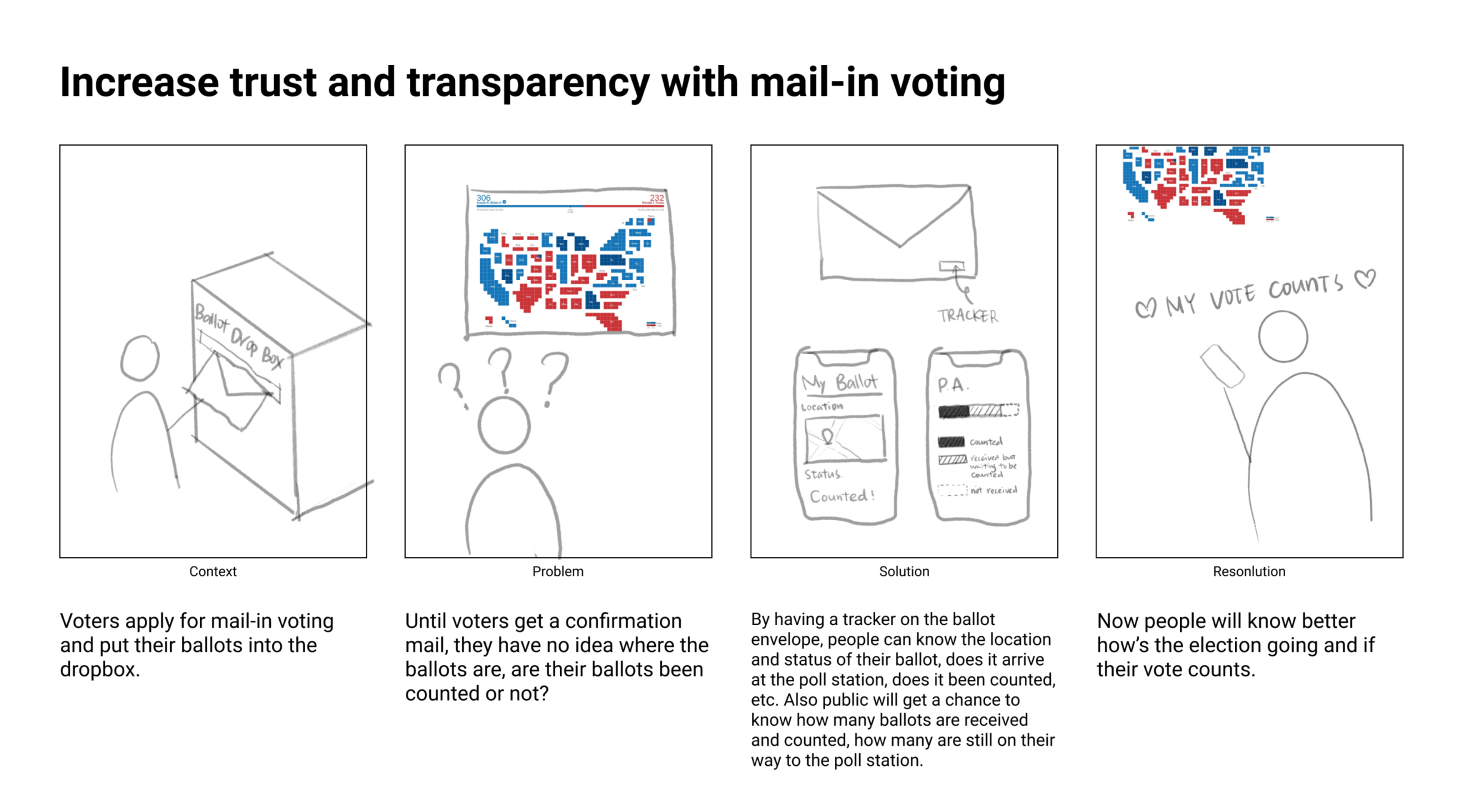 Increase trust and transparency with mail-in voting
Ballot Drop Box
306
232
TRACKER
My Ballot
Location
Status.
Counted!
P.A.
counted
received but
waiting to be
counted
not received
♡ MY VOTE COUNTS ♡
Context
Problem
Solution
Resonlution
Voters apply for mail-in voting
and put their ballots into the
dropbox.
Until voters get a confirmation
mail, they have no idea where the
ballots are, are their ballots been
counted or not?
By having a tracker on the ballot
envelope, people can know the location
and status of their ballot, does it arrive
at the poll station, does it been counted,
etc. Also public will get a chance to
know how many ballots are received
and counted, how many are still on their
way to the poll station.
Now people will know better
how's the election going and if
their vote counts.